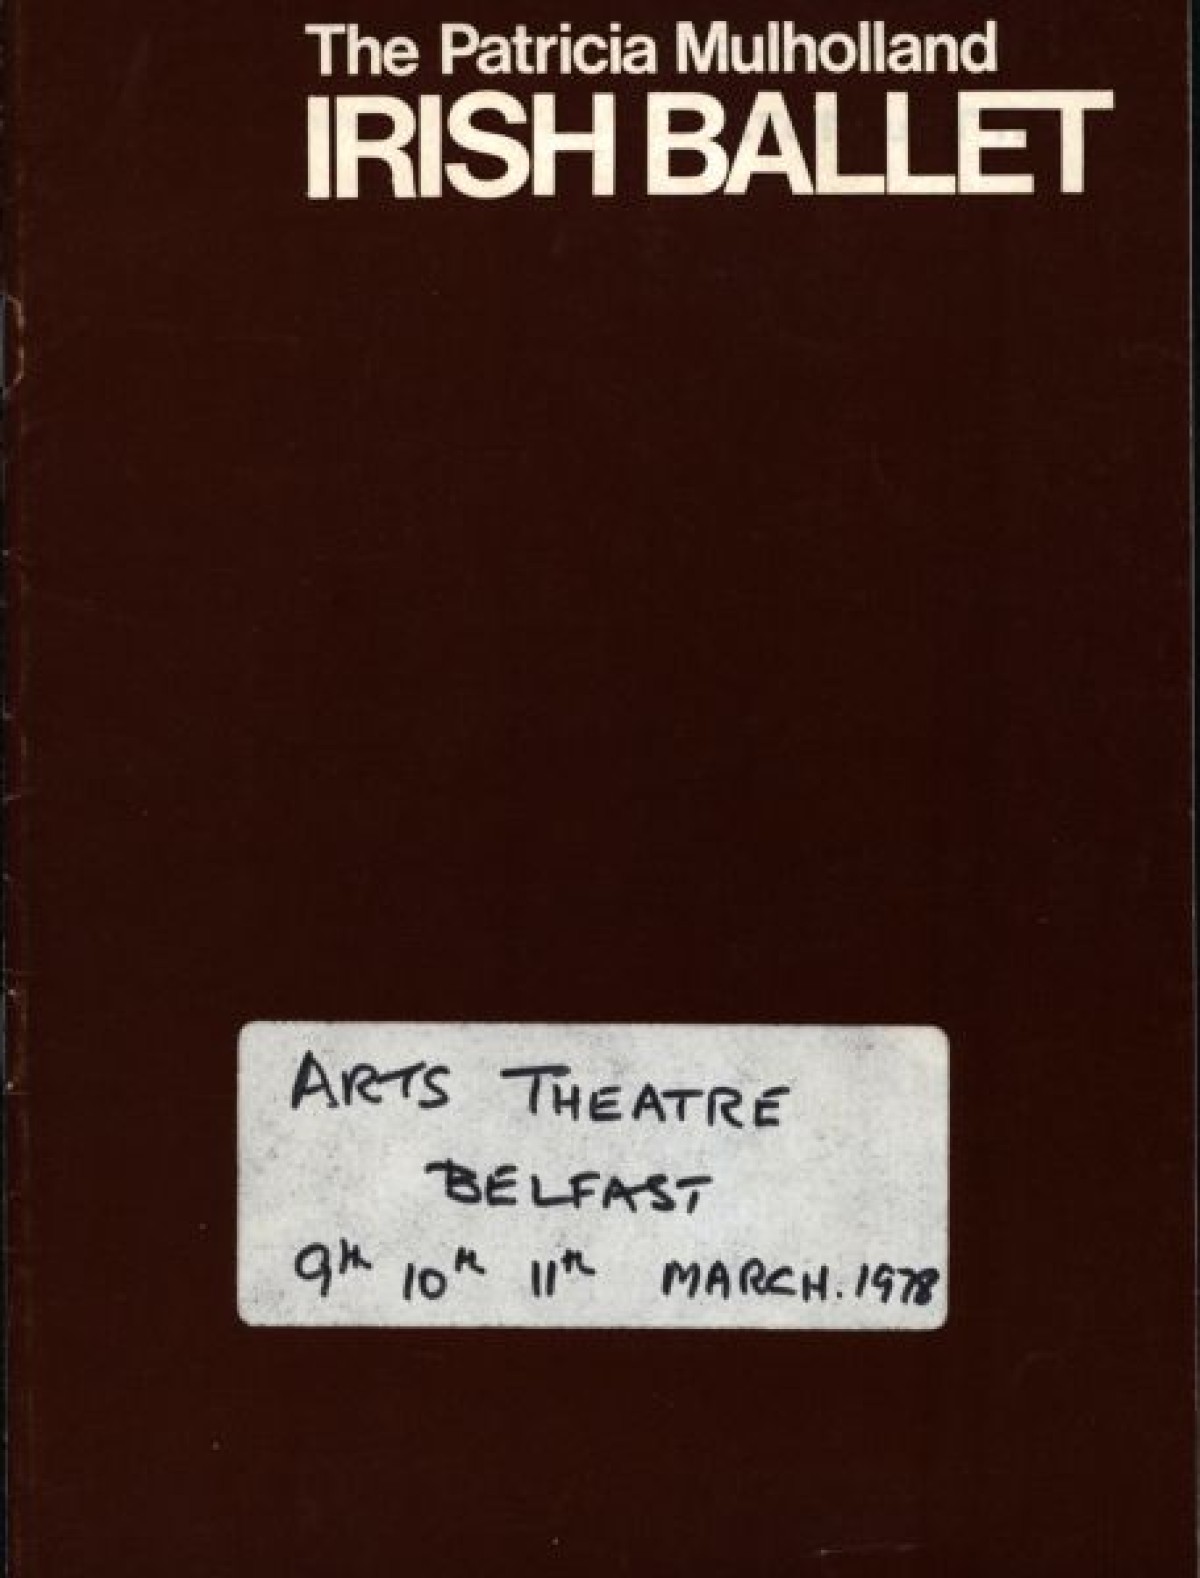 The Patricia Mulholland
IRISH BALLET
ARTS THEATRE
BELFAST
9th 10th 11th MARCH. 1978